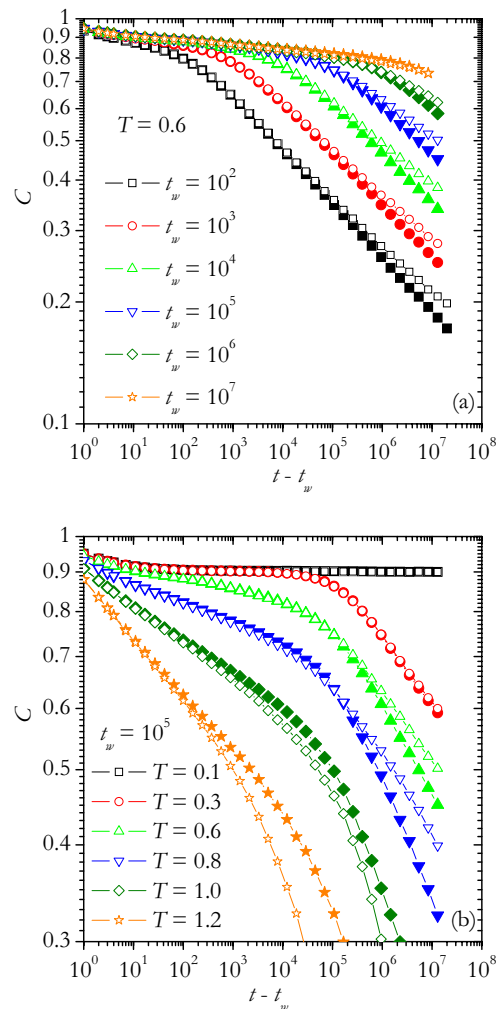 1
0.9
0.8
0.7
0.6
0.5
0.4
0.3
0.2
0.1
C
T = 0.6
t_w = 10^2
t_w = 10^3
t_w = 10^4
t_w = 10^5
t_w = 10^6
t_w = 10^7
(a)
10^0 10^1 10^2 10^3 10^4 10^5 10^6 10^7 10^8
t - t_w
1
0.9
0.8
0.7
0.6
0.5
0.4
0.3
C
t_w = 10^5
T = 0.1
T = 0.3
T = 0.6
T = 0.8
T = 1.0
T = 1.2
(b)
10^0 10^1 10^2 10^3 10^4 10^5 10^6 10^7 10^8
t - t_w